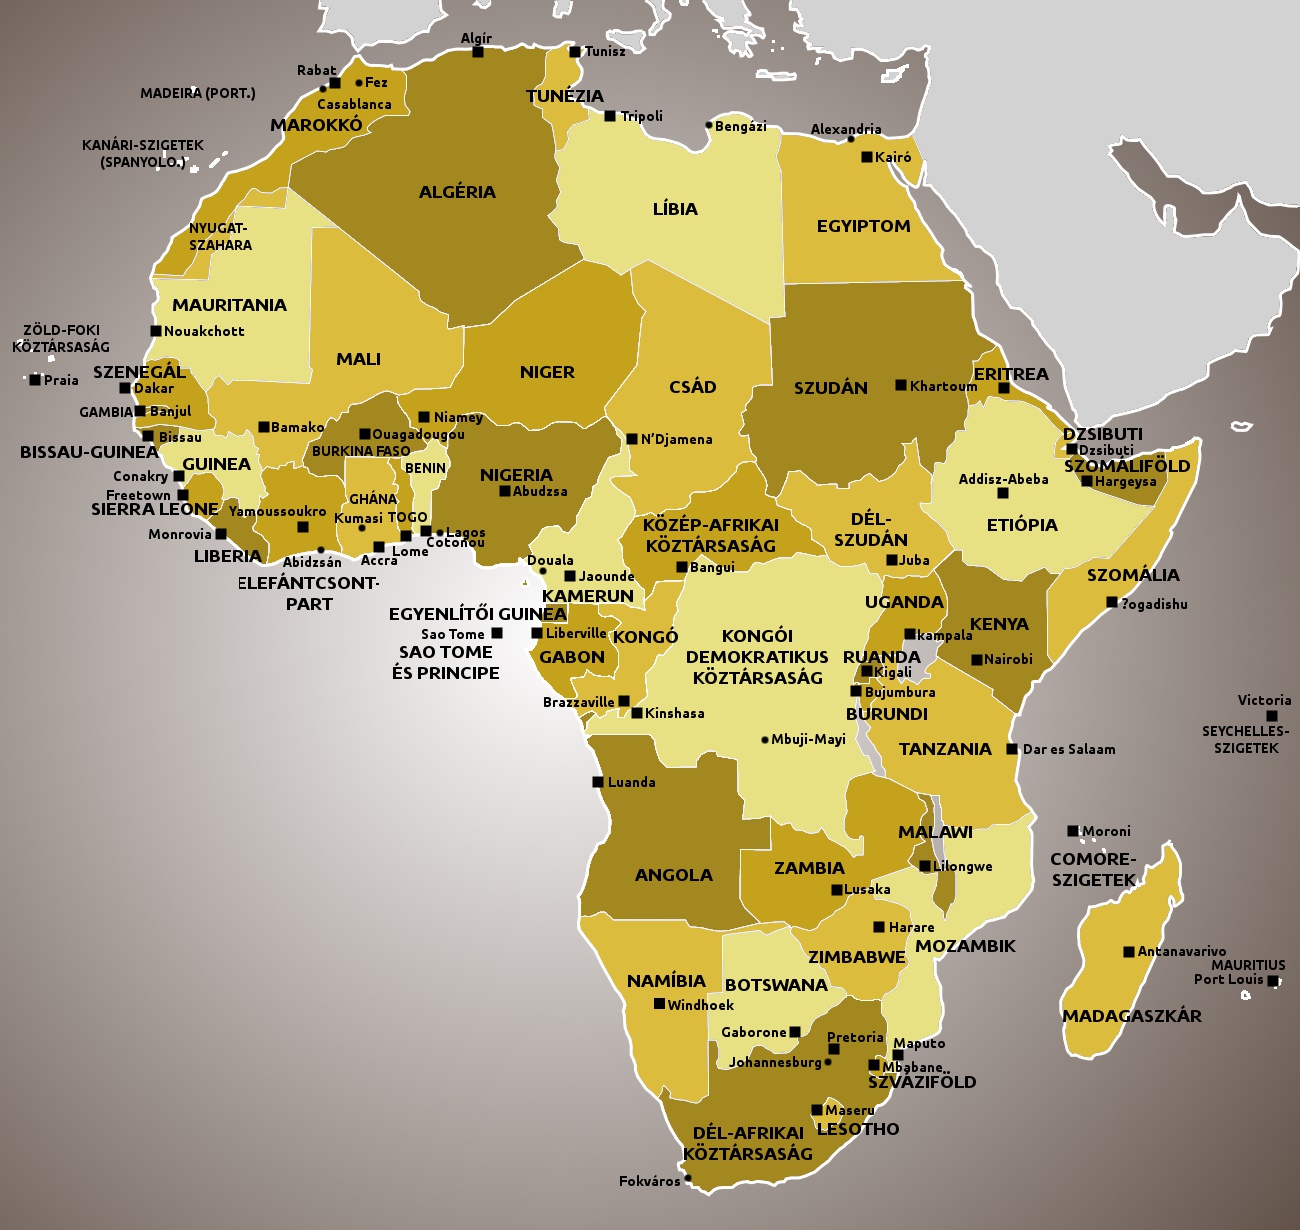 Algír
Tunisz
Rabat
Fez
MADEIRA (PORT.)
Casablanca
TUNÉZIA
MAROKKÓ
Tripoli
Bengázi
Alexandria
KANÁRI-SZIGETEK
(SPANYOLO.)
Kairó
ALGÉRIA
LÍBIA
EGYIPTOM
NYUGAT-
SZAHARA
MAURITANIA
Nouakchott
ZÖLD-FOKI
KÖZTÁRSASÁG
MALI
NIGER
CSÁD
SZUDÁN
Khartoum
ERITREA
SZENEGÁL
Praia
Dakar
GAMBIA
Banjul
Niamey
Bamako
Ouagadougou
N'Djamena
DZSIBUTI
Dzsibuti
Bissau
BISSAU-GUINEA
BURKINA FASO
GUINEA
BENIN
NIGERIA
Abudzsa
SZOMÁLIFÖLD
Hargeysa
Addisz-Abeba
Conakry
Freetown
SIERRA LEONE
GHÁNA
Yamoussoukro
Kumasi
TOGO
KÖZÉP-AFRIKAI
KÖZTÁRSASÁG
DÉL-
SZUDÁN
ETIÓPIA
Monrovia
LIBERIA
Lagos
Cotonou
Lome
Accra
Abidzsán
Douala
Jaounde
KAMERUN
Bangui
Juba
ELEFÁNTCSONT-
PART
SZOMÁLIA
?ogadishu
EGYENLÍTŐI GUINEA
UGANDA
KENYA
Sao Tome
Liberville
KONGÓ
kampala
SAO TOME
ÉS PRINCIPE
GABON
KONGÓI
DEMOKRATIKUS
KÖZTÁRSASÁG
RUANDA
Kigali
Nairobi
Bujumbura
BURUNDI
Brazzaville
Kinshasa
Victoria
SEYCHELLES-
SZIGETEK
Mbuji-Mayi
TANZANIA
Dar es Salaam
Luanda
MALAWI
Moroni
COMORE-
SZIGETEK
ANGOLA
ZAMBIA
Lilongwe
Lusaka
Harare
MOZAMBIK
ZIMBABWE
Antanavarivo
MAURITIUS
Port Louis
NAMÍBIA
Windhoek
BOTSWANA
MADAGASZKÁR
Gaborone
Pretoria
Maputo
Johannesburg
Mbabane
SZVÁZIFÖLD
Maseru
LESOTHO
DÉL-AFRIKAI
KÖZTÁRSASÁG
Fokváros